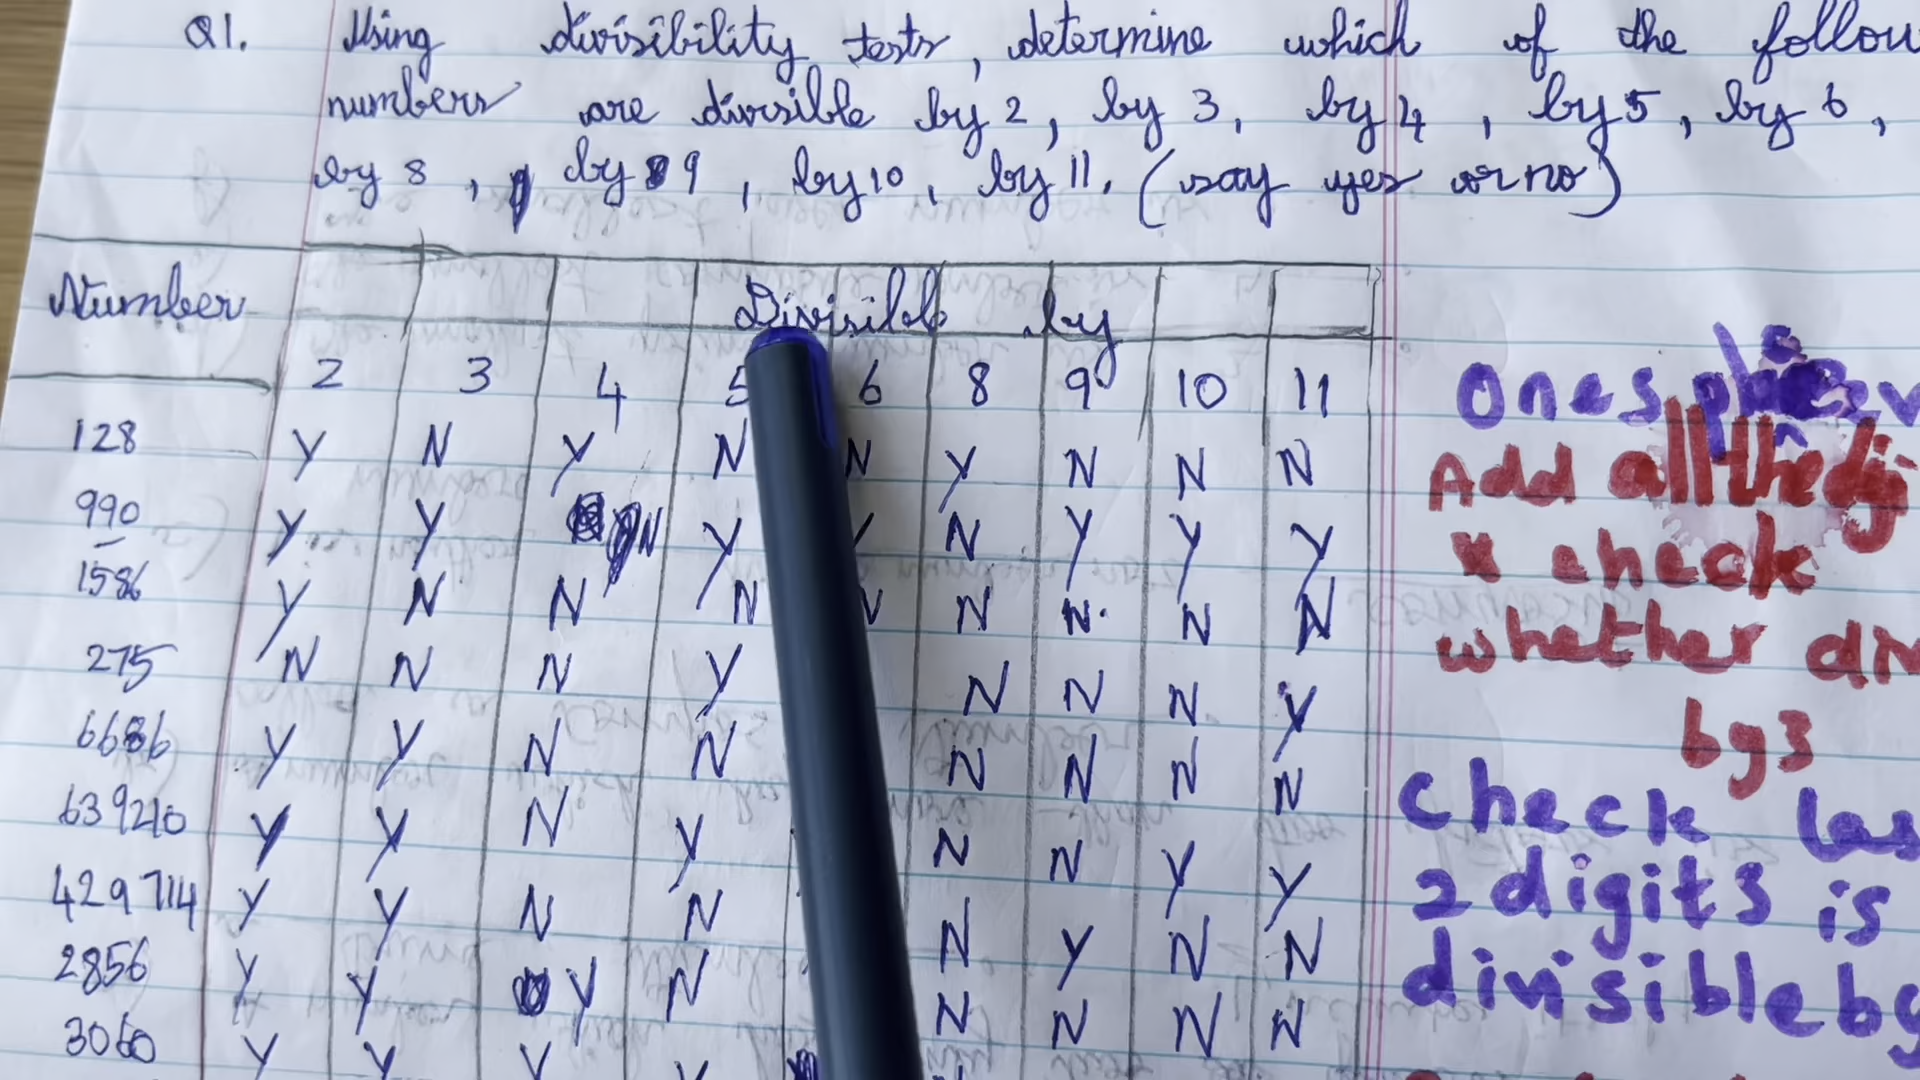 Q1. Using divisibility tests, determine which of the
numbers are divisible by 2, by 3, by 4, by 5, by 6,
by 8, by 9, by 10, by 11. (say yes or no)
Number Divisible by
2 3 4 5 6 8 9 10 11
128 Y N Y N N Y N N N
990 Y Y N Y Y N Y Y Y
1586 Y N N N N N N N N
275 N N N Y N N N Y
6686 Y Y N N N N N N
639210 Y Y N Y N N Y Y
429714 Y Y N N N Y N N
2856 Y Y Y N N N N N
3060 Y Y Y Y
Ones
Add all the
x check
whether
by 3
Check
2 digits is
divisible by